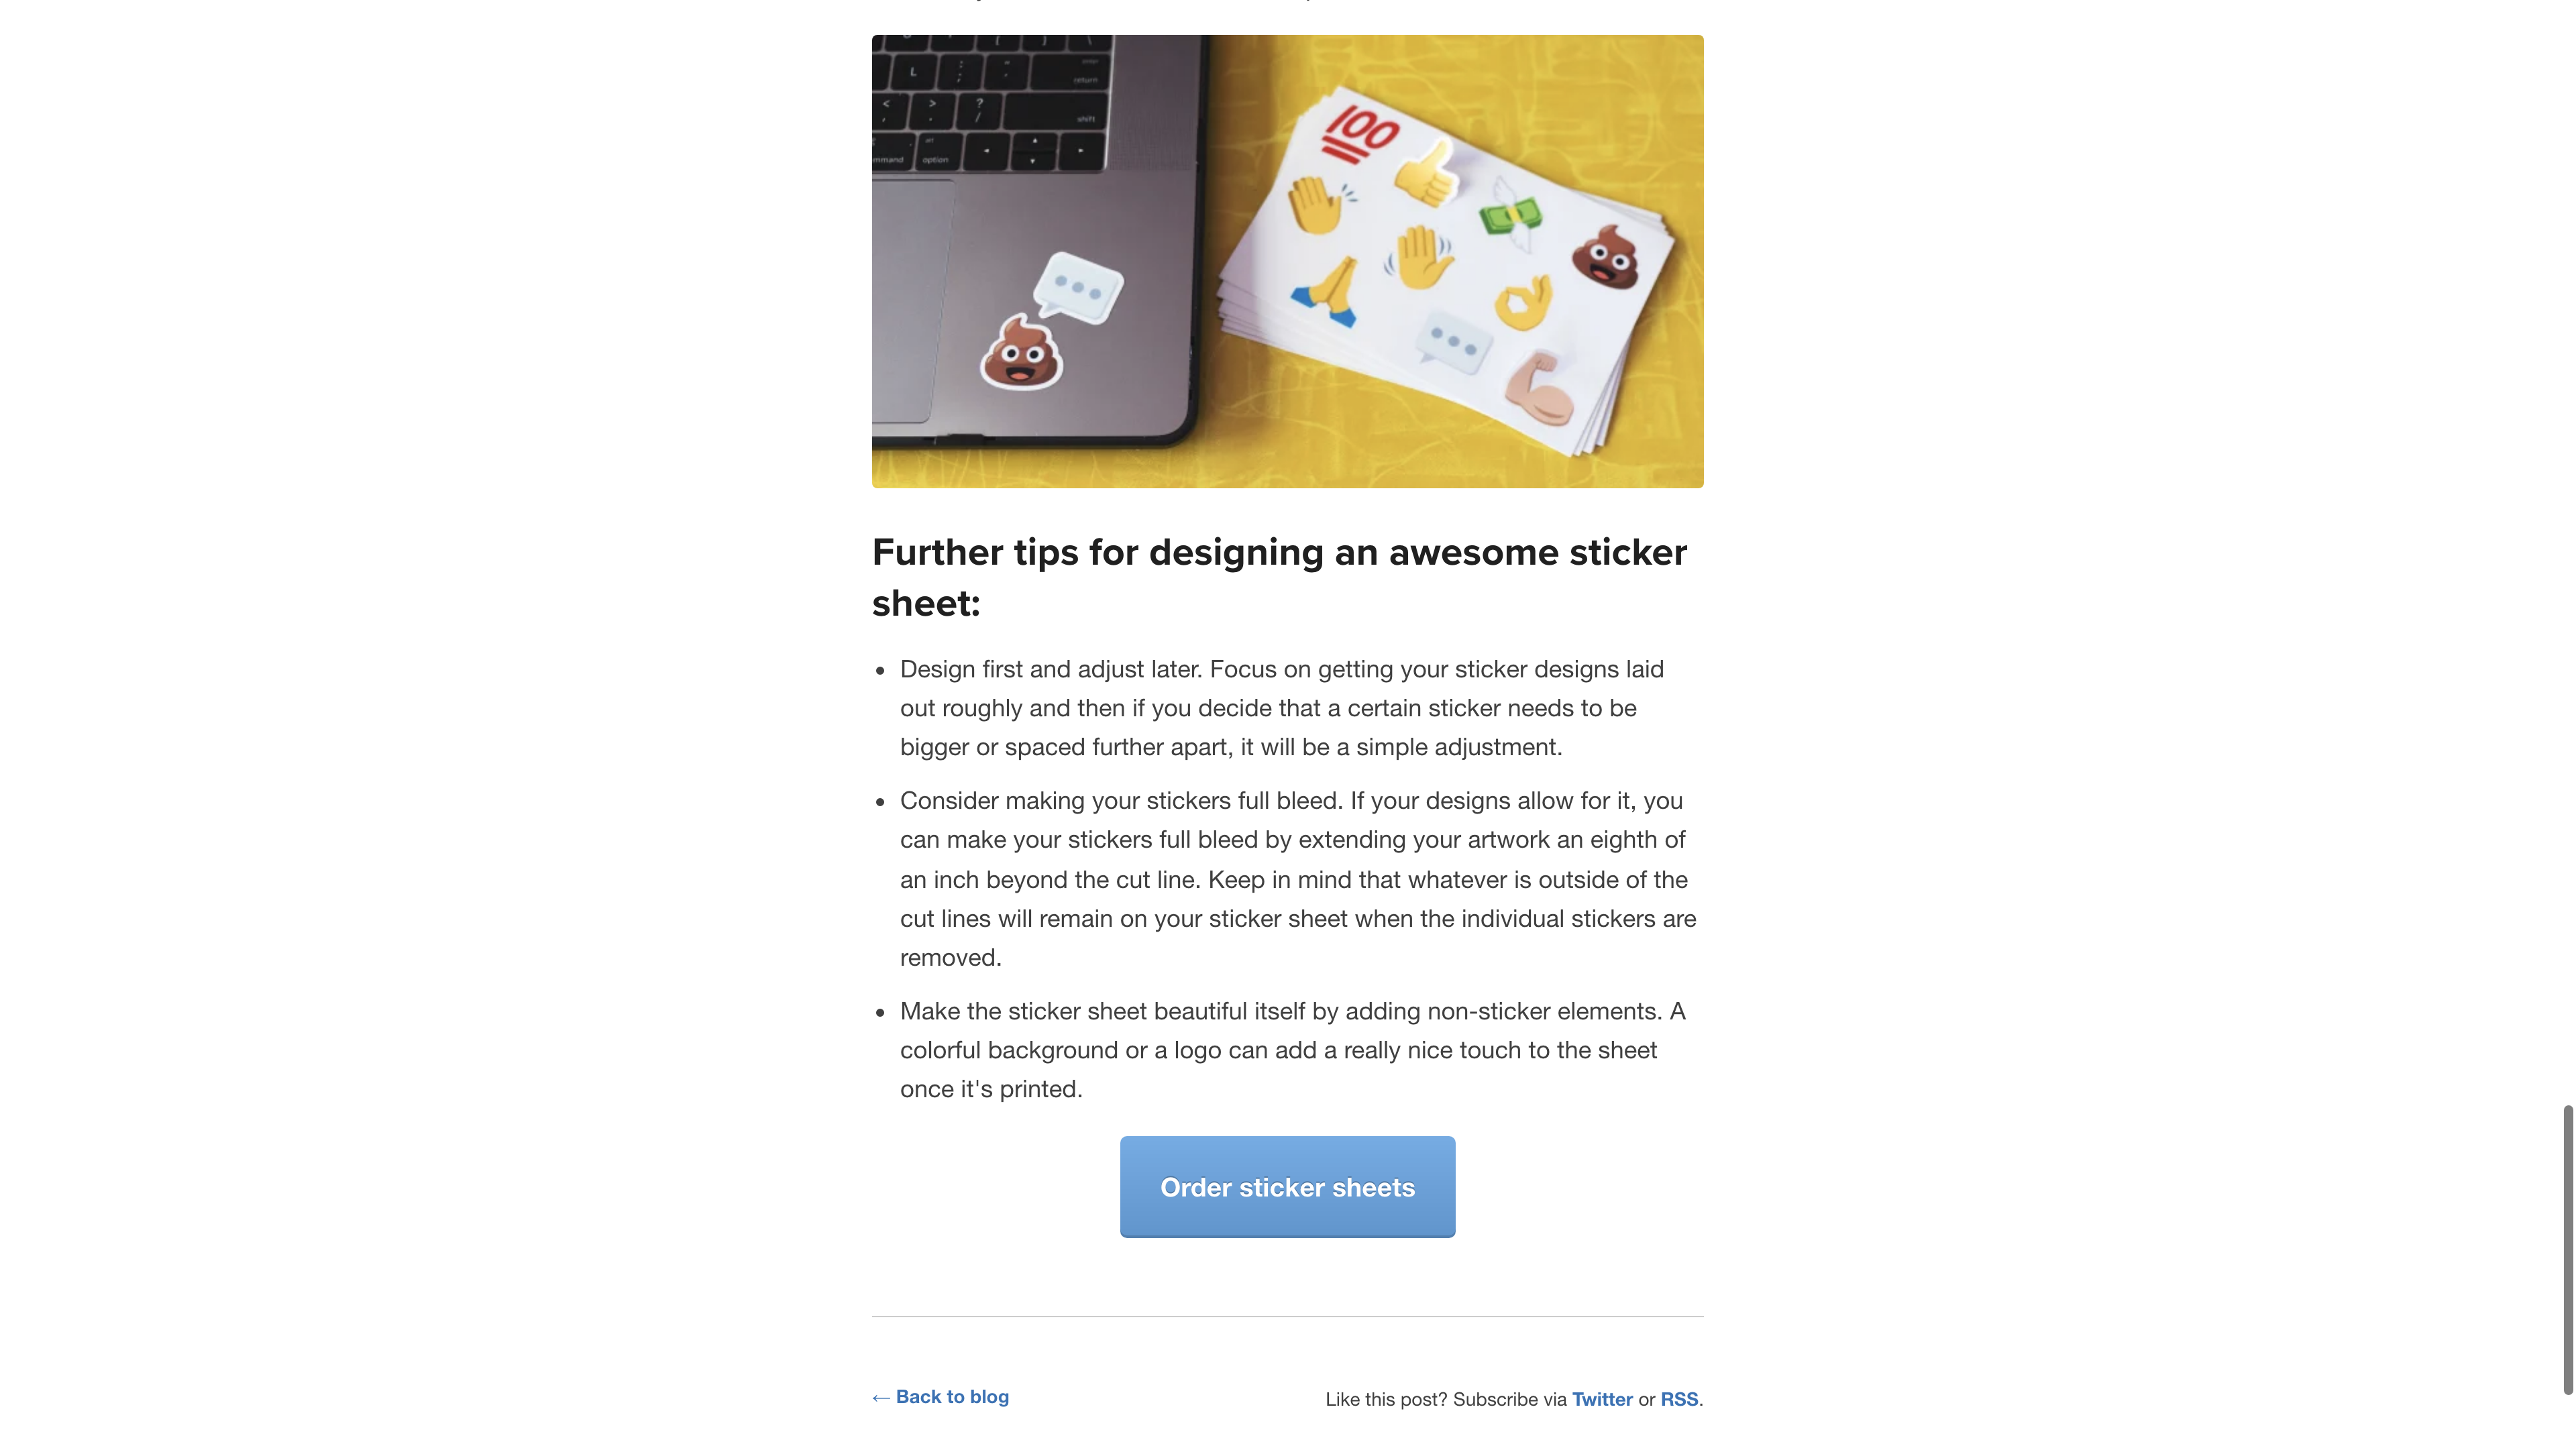 L
:
;
"
'
enter
return
<
,
>
.
?
/
shift
alt
option
100
Further tips for designing an awesome sticker
sheet:
• Design first and adjust later. Focus on getting your sticker designs laid
out roughly and then if you decide that a certain sticker needs to be
bigger or spaced further apart, it will be a simple adjustment.
• Consider making your stickers full bleed. If your designs allow for it, you
can make your stickers full bleed by extending your artwork an eighth of
an inch beyond the cut line. Keep in mind that whatever is outside of the
cut lines will remain on your sticker sheet when the individual stickers are
removed.
• Make the sticker sheet beautiful itself by adding non-sticker elements. A
colorful background or a logo can add a really nice touch to the sheet
once it's printed.
Order sticker sheets
← Back to blog
Like this post? Subscribe via Twitter or RSS.